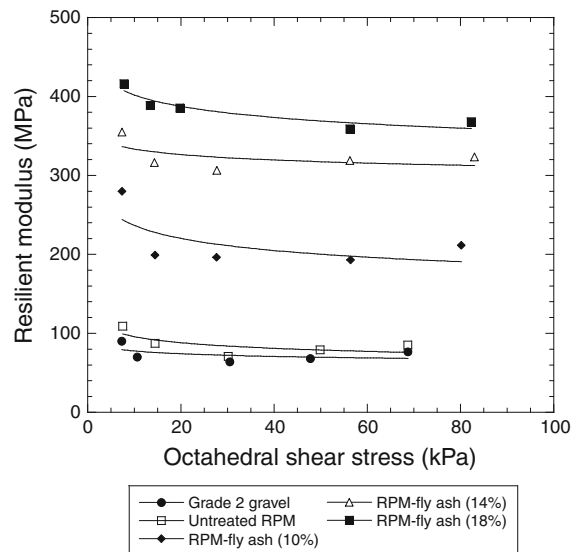 500
400
300
200
100
0
Resilient modulus (MPa)
0 20 40 60 80 100
Octahedral shear stress (kPa)
Grade 2 gravel
Untreated RPM
RPM-fly ash (10%)
RPM-fly ash (14%)
RPM-fly ash (18%)